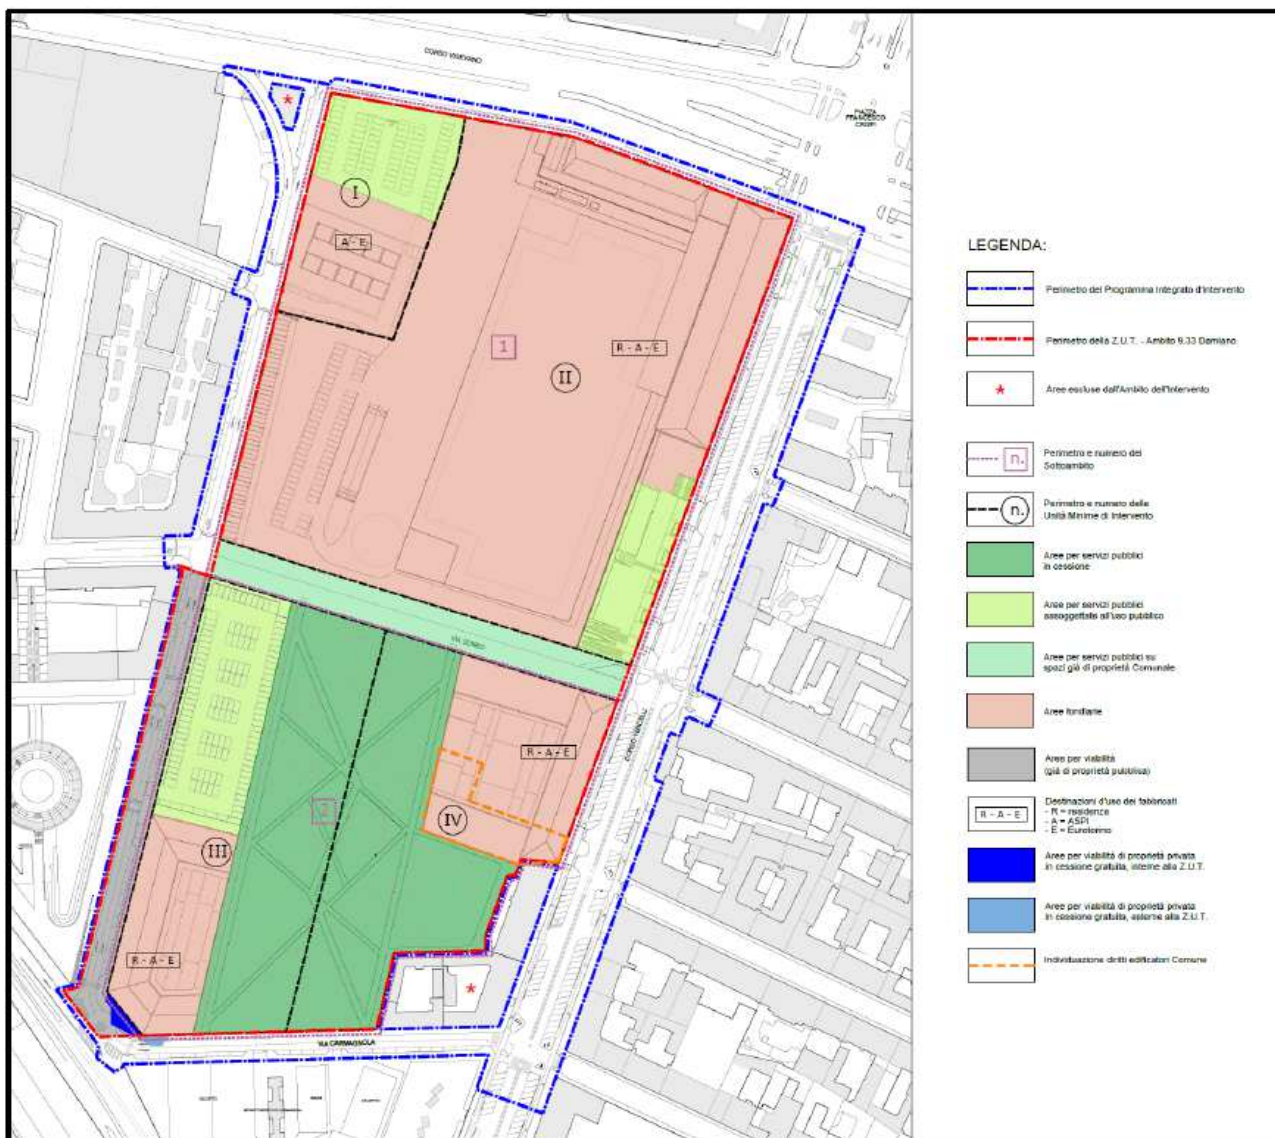 CORSO VIGEVANO
PIAZZA
FRANCESCO
CRISPI
*
I
A - E
1
R - A - E
II
VIA CUNEO
CORSO VERCELLI
R - A - E
2
IV
III
R - A - E
*
VIA CARMAGNOLA
LEGENDA:
Perimetro del Programma Integrato d'Intervento
Perimetro della Z.U.T. - Ambito 9.33 Damiano
* Aree escluse dall'Ambito dell'Intervento
n. Perimetro e numero dei
Sottoambito
n. Perimetro e numero delle
Unità Minime di Intervento
Aree per servizi pubblici
in cessione
Aree per servizi pubblici
assoggettate all'uso pubblico
Aree per servizi pubblici su
spazi già di proprietà Comunale
Aree fondiarie
Aree per viabilità
(già di proprietà pubblica)
R - A - E
Destinazioni d'uso dei fabbricati
- R = residenza
- A = ASPI
- E = Eurotorino
Aree per viabilità di proprietà privata
in cessione gratuita, interne alla Z.U.T.
Aree per viabilità di proprietà privata
in cessione gratuita, esterne alla Z.U.T.
Individuazione diritti edificatori Comune